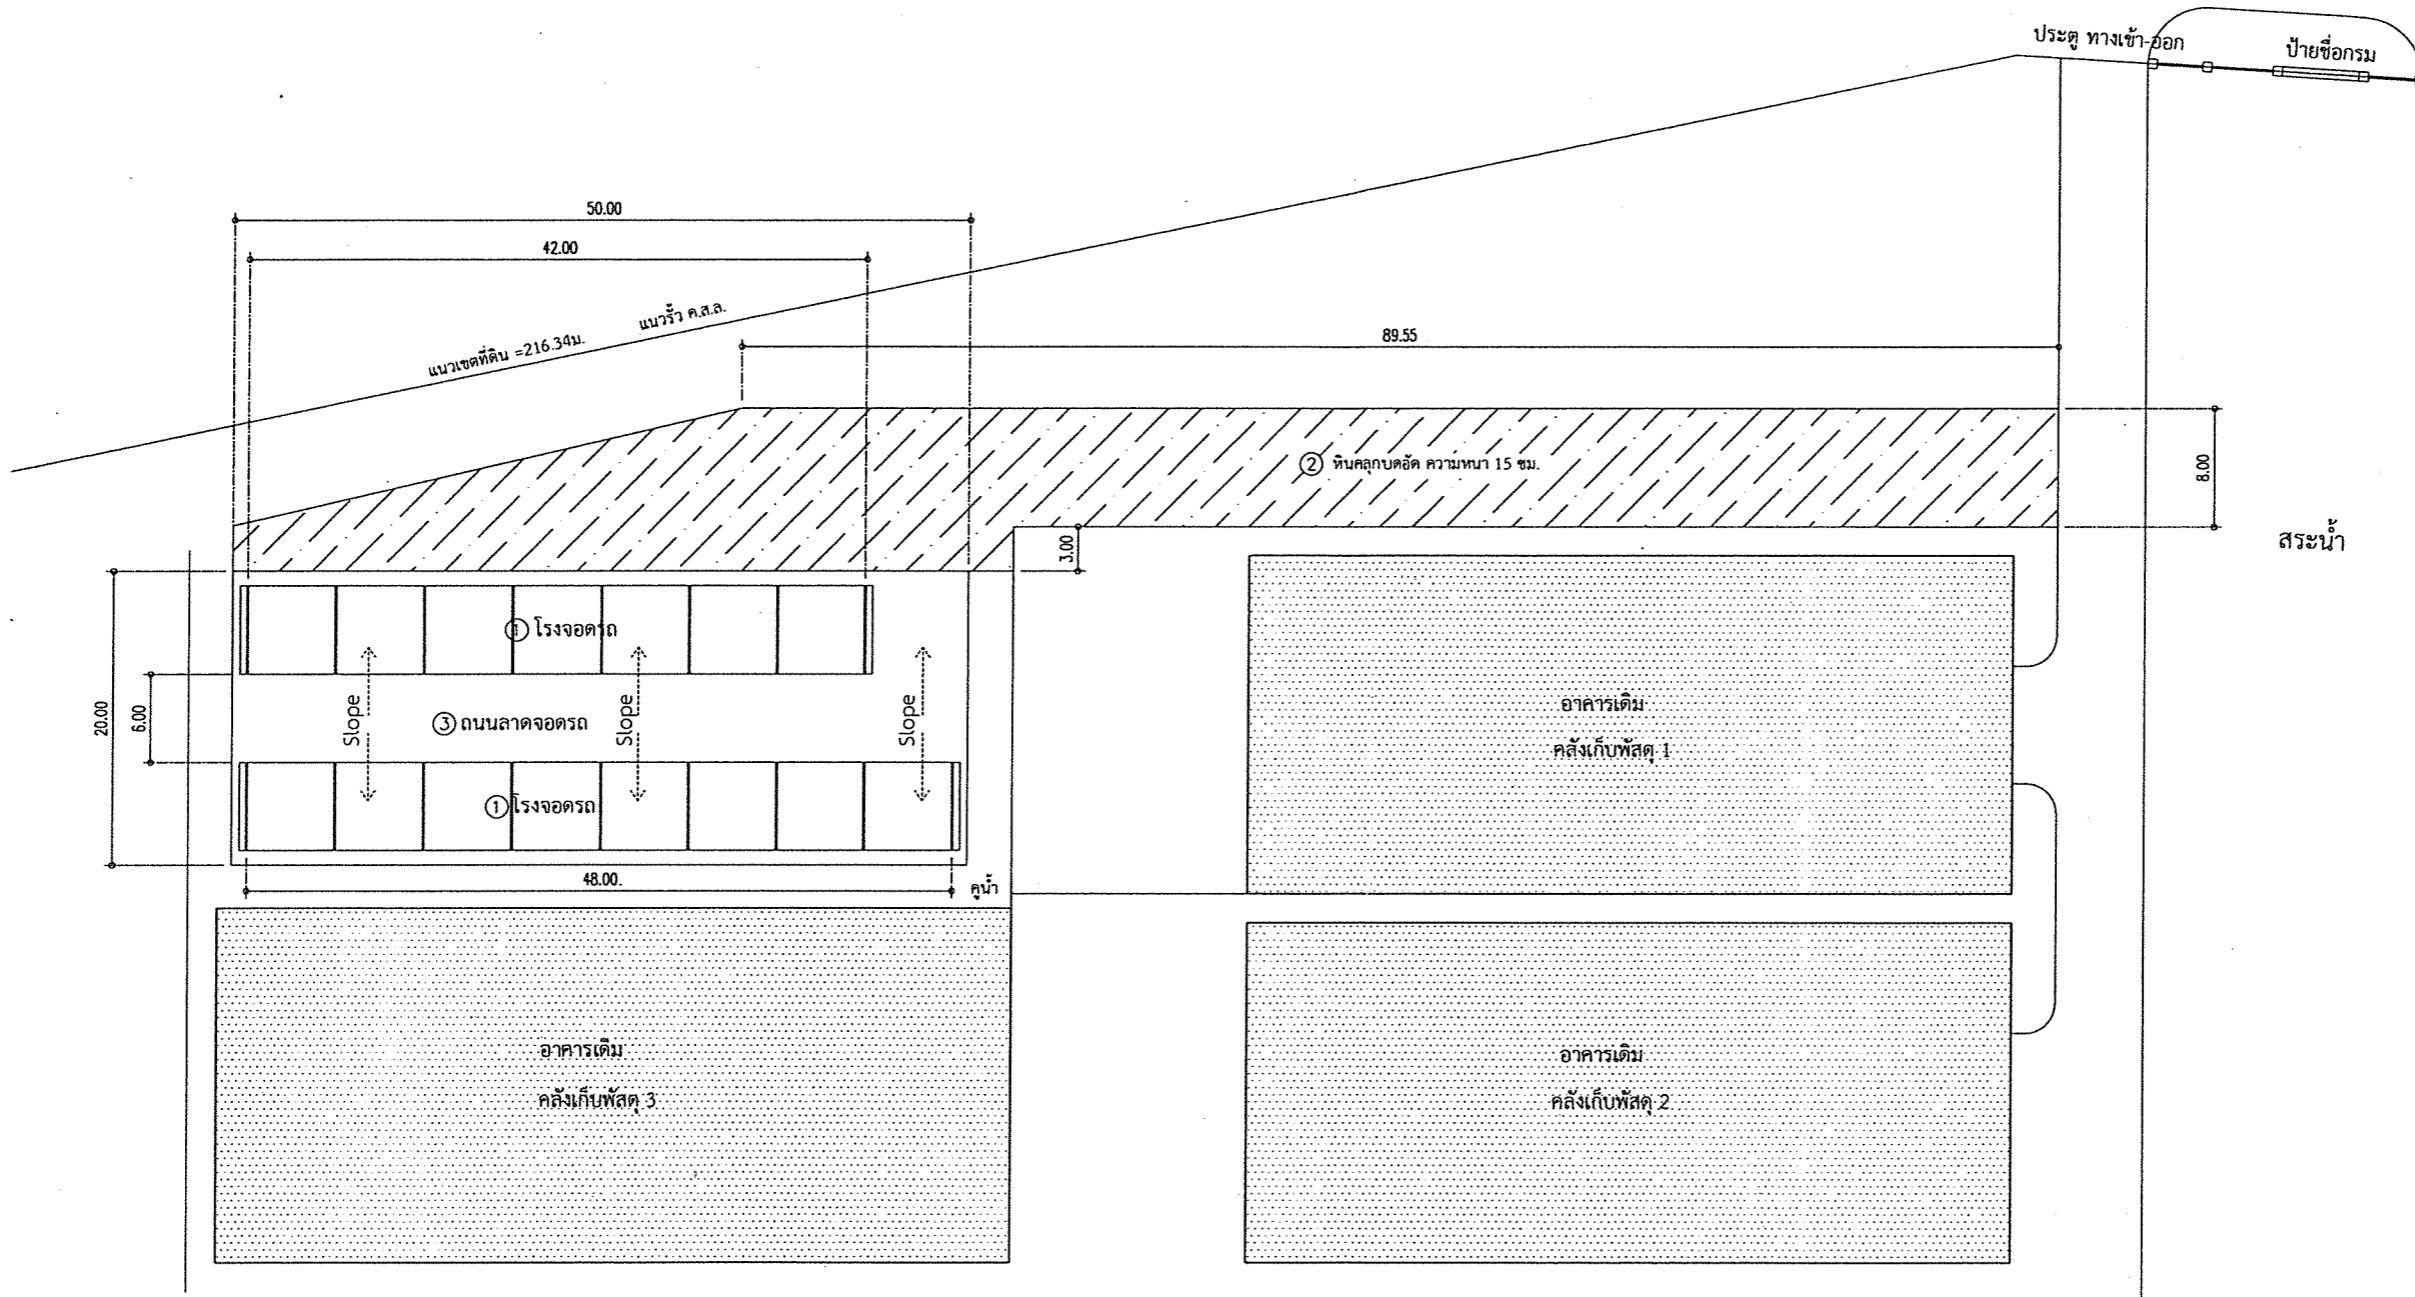 ประตู ทางเข้า-ออก
ป้ายชื่อกรม
50.00
42.00
แนวรั้ว ค.ส.ล.
แนวเขตที่ดิน =216.34ม.
89.55
② หินคลุกบดอัด ความหนา 15 ซม.
8.00
3.00
สระน้ำ
① โรงจอดรถ
20.00
6.00
Slope
Slope
Slope
③ ถนนลาดจอดรถ
① โรงจอดรถ
48.00.
คูน้ำ
อาคารเดิม
คลังเก็บพัสดุ 1
อาคารเดิม
คลังเก็บพัสดุ 3
อาคารเดิม
คลังเก็บพัสดุ 2